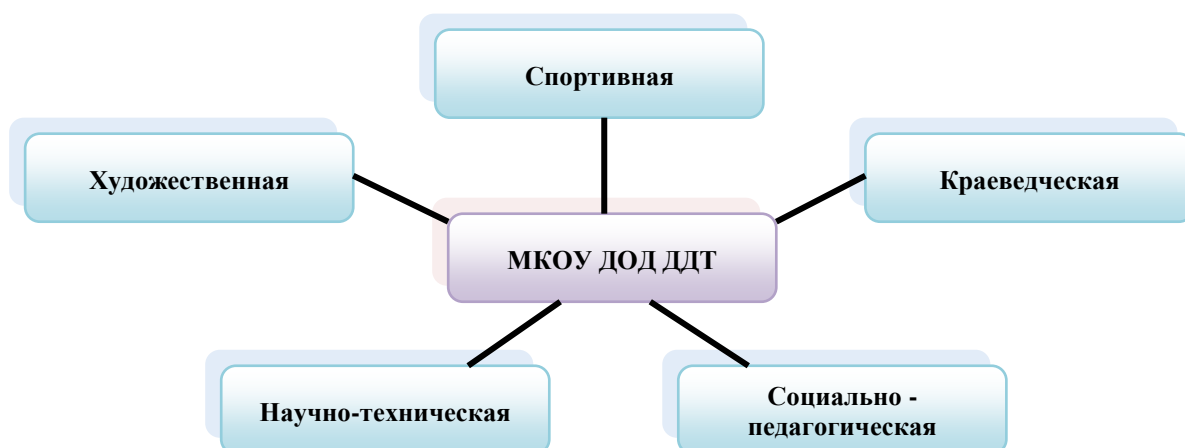 Спортивная
Художественная
Краеведческая
МКОУ ДОД ДДТ
Научно-техническая
Социально -
педагогическая